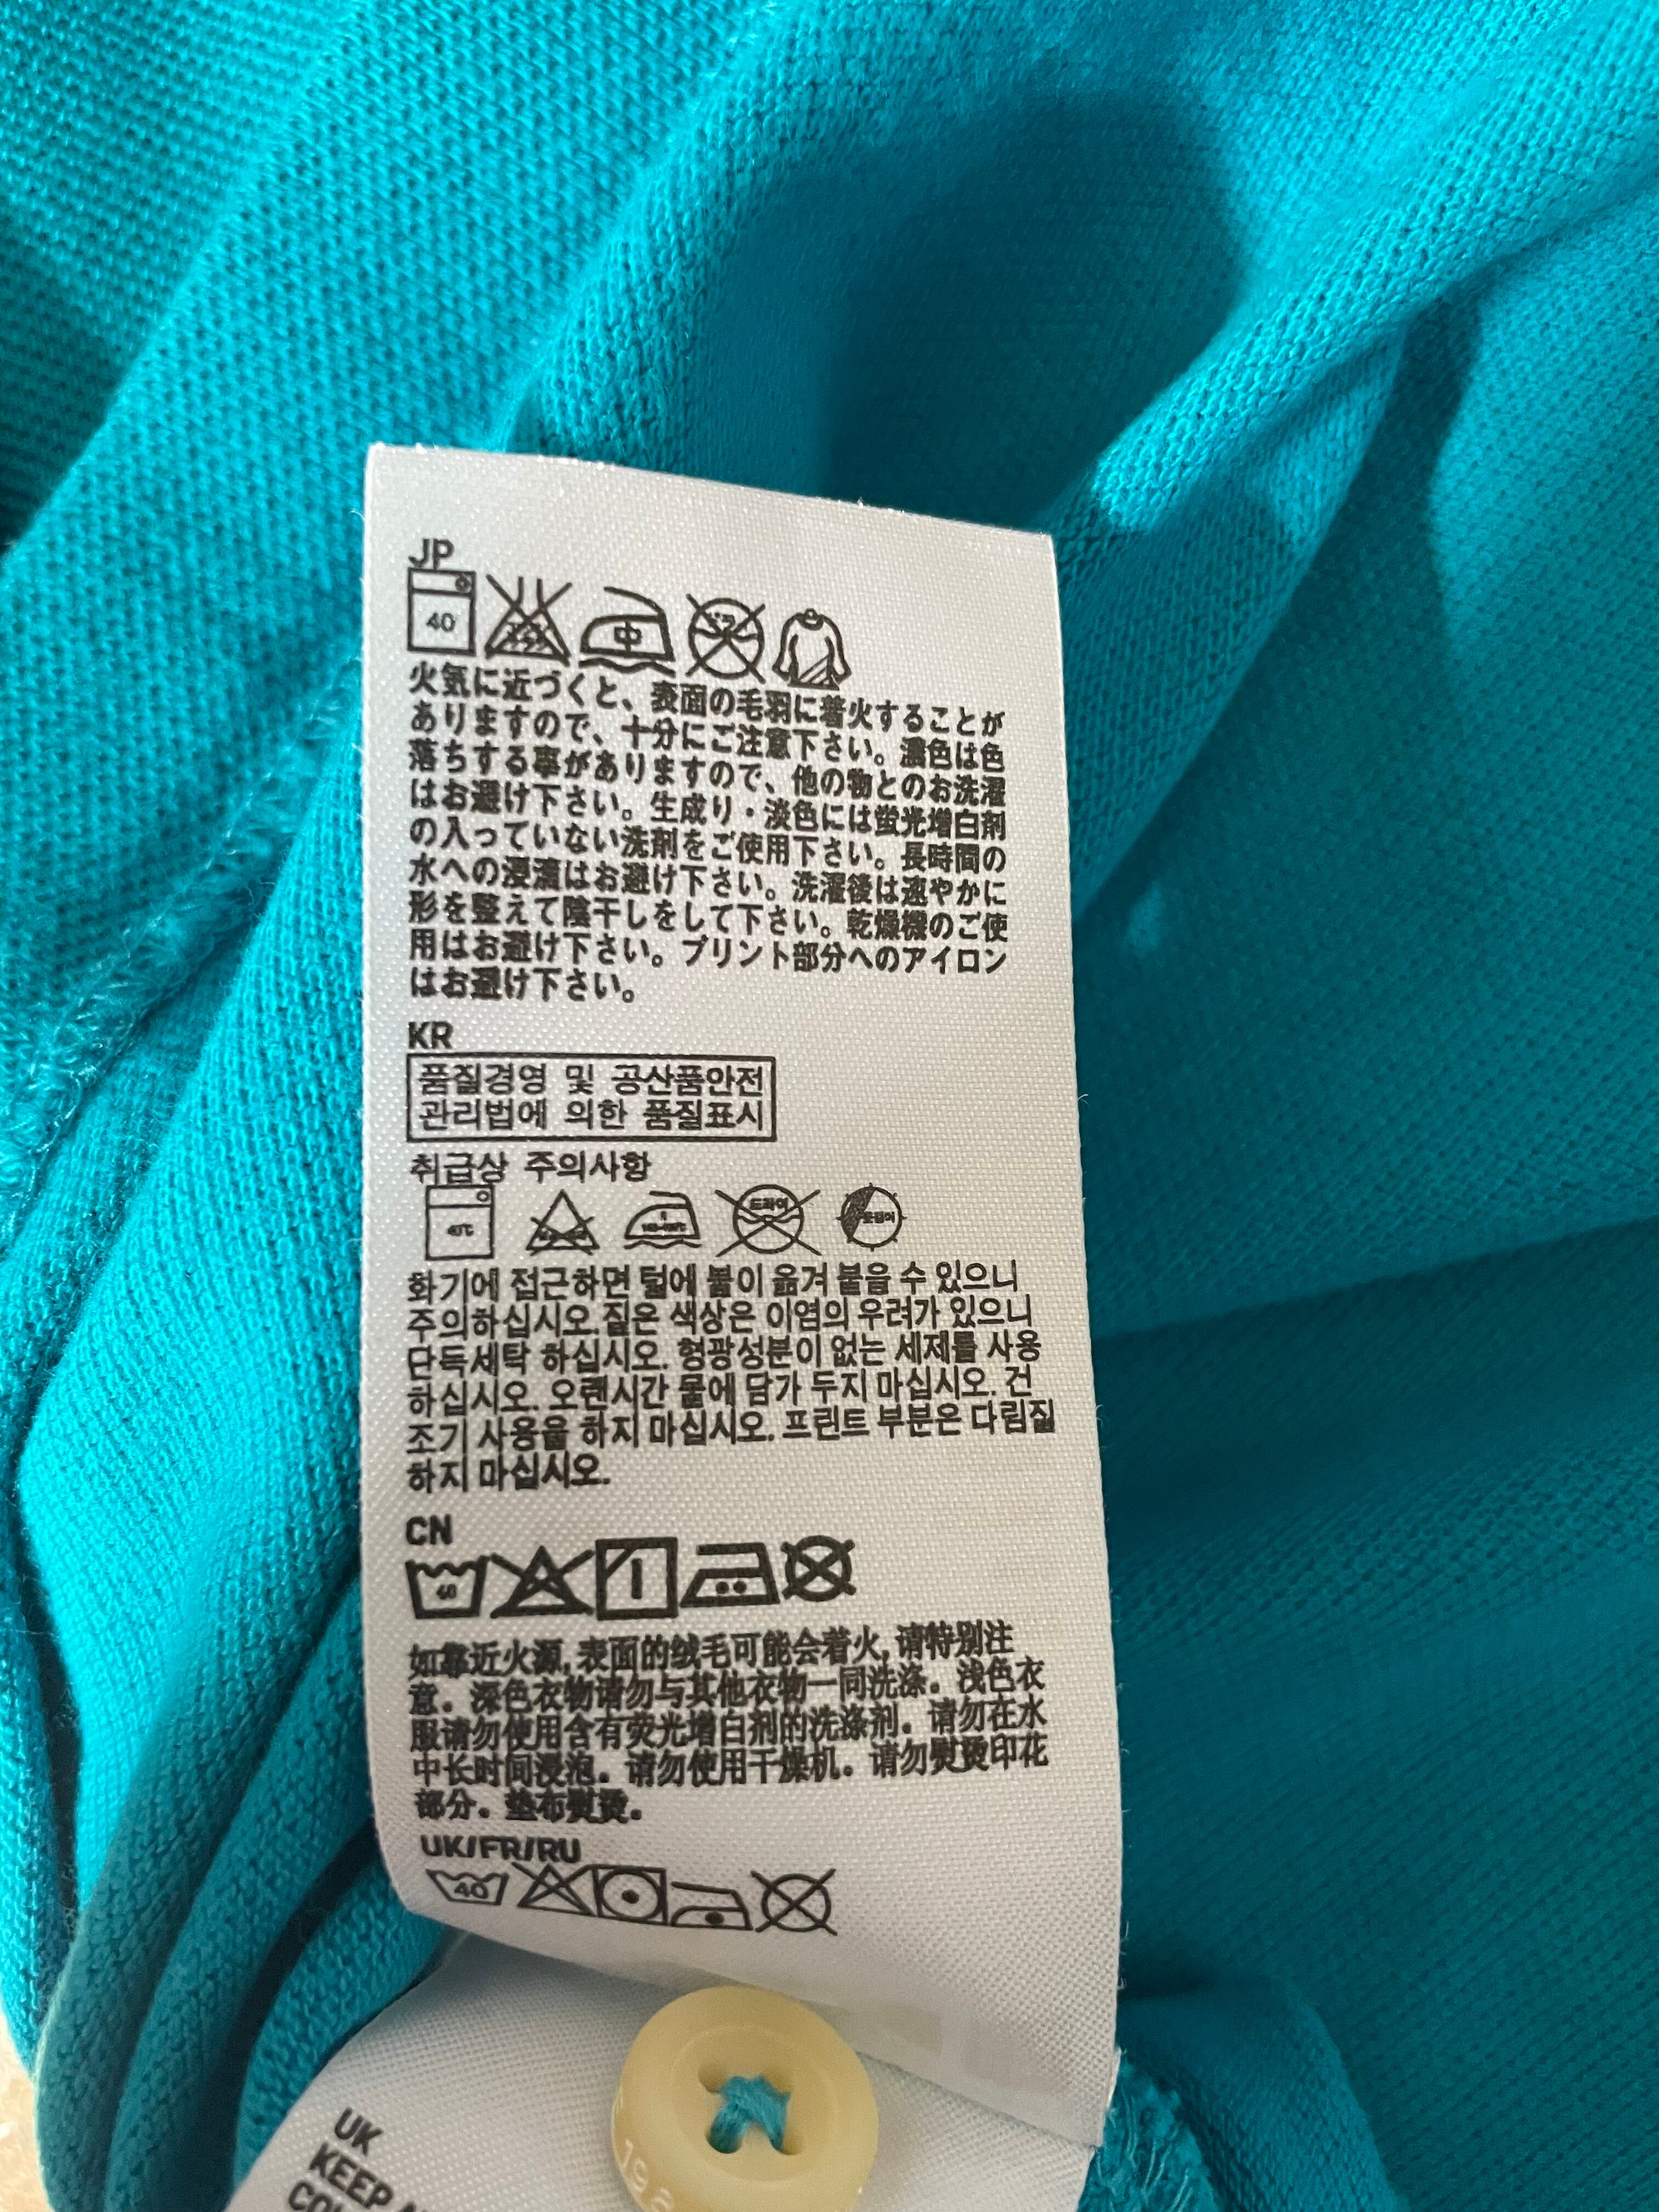 JP
40
中
ドライ
火気に近づくと、表面の毛羽に着火することが
ありますので、十分にご注意下さい。濃色は色
落ちする事がありますので、他の物とのお洗濯
はお避け下さい。生成り・淡色には蛍光増白剤
の入っていない洗剤をご使用下さい。長時間の
水への浸漬はお避け下さい。洗濯後は速やかに
形を整えて陰干しをして下さい。乾燥機のご使
用はお避け下さい。プリント部分へのアイロン
はお避け下さい。
KR
품질경영 및 공산품안전
관리법에 의한 품질표시
취급상 주의사항
40℃
드라이
옷걸이
화기에 접근하면 털에 불이 옮겨 붙을 수 있으니
주의하십시오.짙은 색상은 이염의 우려가 있으니
단독세탁 하십시오. 형광성분이 없는 세제를 사용
하십시오. 오랜시간 물에 담가 두지 마십시오. 건
조기 사용을 하지 마십시오. 프린트 부분은 다림질
하지 마십시오.
CN
40
如靠近火源,表面的绒毛可能会着火,请特别注
意。深色衣物请勿与其他衣物一同洗涤。浅色衣
服请勿使用含有荧光增白剂的洗涤剂。请勿在水
中长时间浸泡。请勿使用干燥机。请勿熨烫印花
部分。垫布熨烫。
UK/FR/RU
40
UK
KEEP